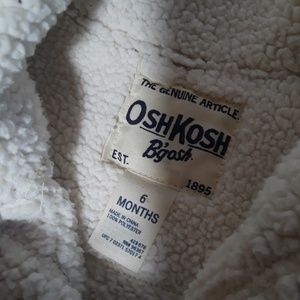 THE GENUINE ARTICLE.
OSHKOSH
B'gosh
EST. 1895
6
MONTHS
MADE IN CHINA
100% POLYESTER